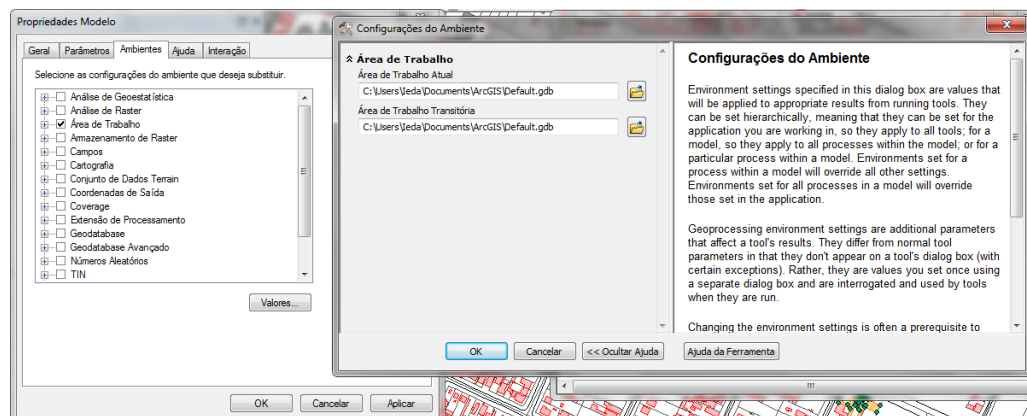 Propriedades Modelo
Geral
Parâmetros
Ambientes
Ajuda
Interação
Selecione as configurações do ambiente que deseja substituir.
Análise de Geoestatística
Análise de Raster
Área de Trabalho
Armazenamento de Raster
Campos
Cartografia
Conjunto de Dados Terrain
Coordenadas de Saída
Coverage
Extensão de Processamento
Geodatabase
Geodatabase Avançado
Números Aleatórios
TIN
Valores...
OK
Cancelar
Aplicar
Configurações do Ambiente
Área de Trabalho
Área de Trabalho Atual
C:\Users\Ieda\Documents\ArcGIS\Default.gdb
Área de Trabalho Transitória
C:\Users\Ieda\Documents\ArcGIS\Default.gdb
OK
Cancelar
<< Ocultar Ajuda
Configurações do Ambiente
Environment settings specified in this dialog box are values that
will be applied to appropriate results from running tools. They
can be set hierarchically, meaning that they can be set for the
application you are working in, so they apply to all tools; for a
model, so they apply to all processes within the model; or for a
particular process within a model. Environments set for a
process within a model will override all other settings.
Environments set for all processes in a model will override
those set in the application.
Geoprocessing environment settings are additional parameters
that affect a tool's results. They differ from normal tool
parameters in that they don't appear on a tool's dialog box (with
certain exceptions). Rather, they are values you set once using
a separate dialog box and are interrogated and used by tools
when they are run.
Changing the environment settings is often a prerequisite to
Ajuda da Ferramenta